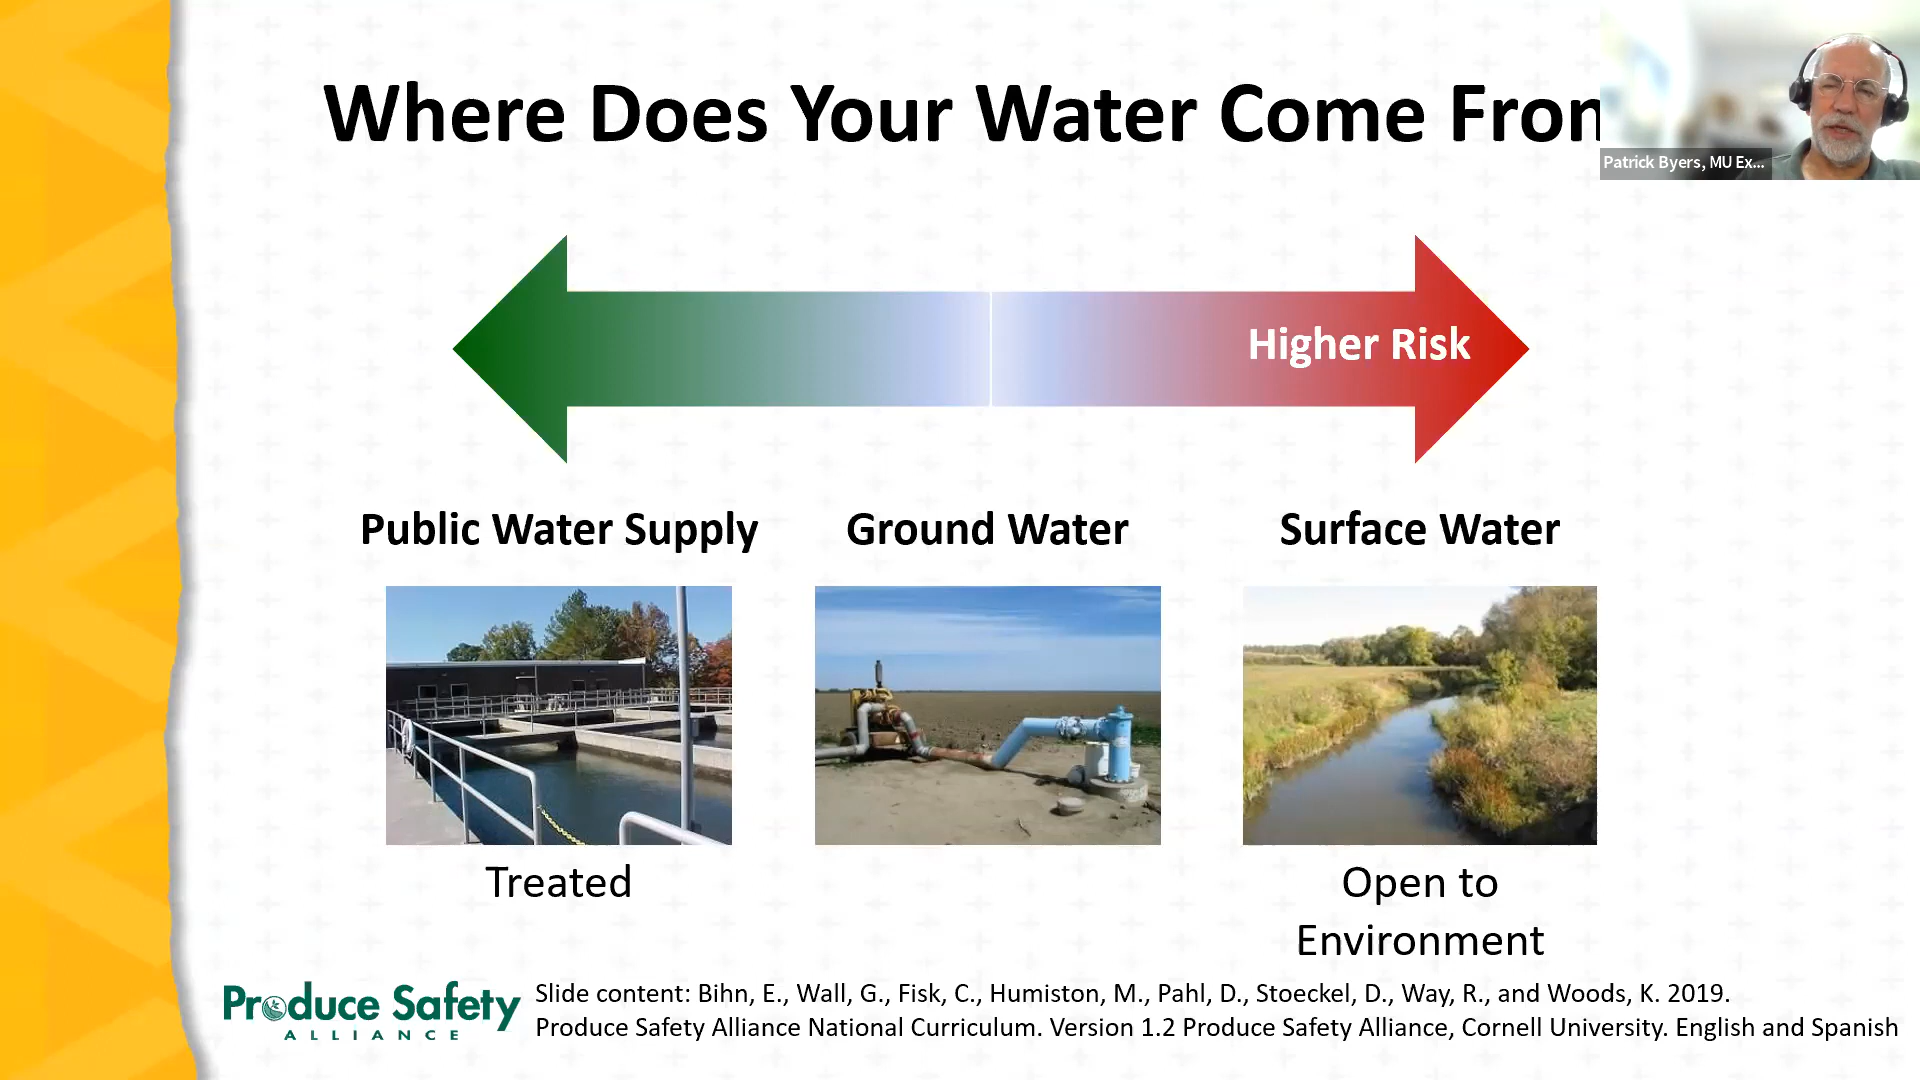 Where Does Your Water Come From
Patrick Byers, MU Ex...
Higher Risk
Public Water Supply
Ground Water
Surface Water
Treated
Open to
Environment
Produce Safety
ALLIANCE
Slide content: Bihn, E., Wall, G., Fisk, C., Humiston, M., Pahl, D., Stoeckel, D., Way, R., and Woods, K. 2019.
Produce Safety Alliance National Curriculum. Version 1.2 Produce Safety Alliance, Cornell University. English and Spanish